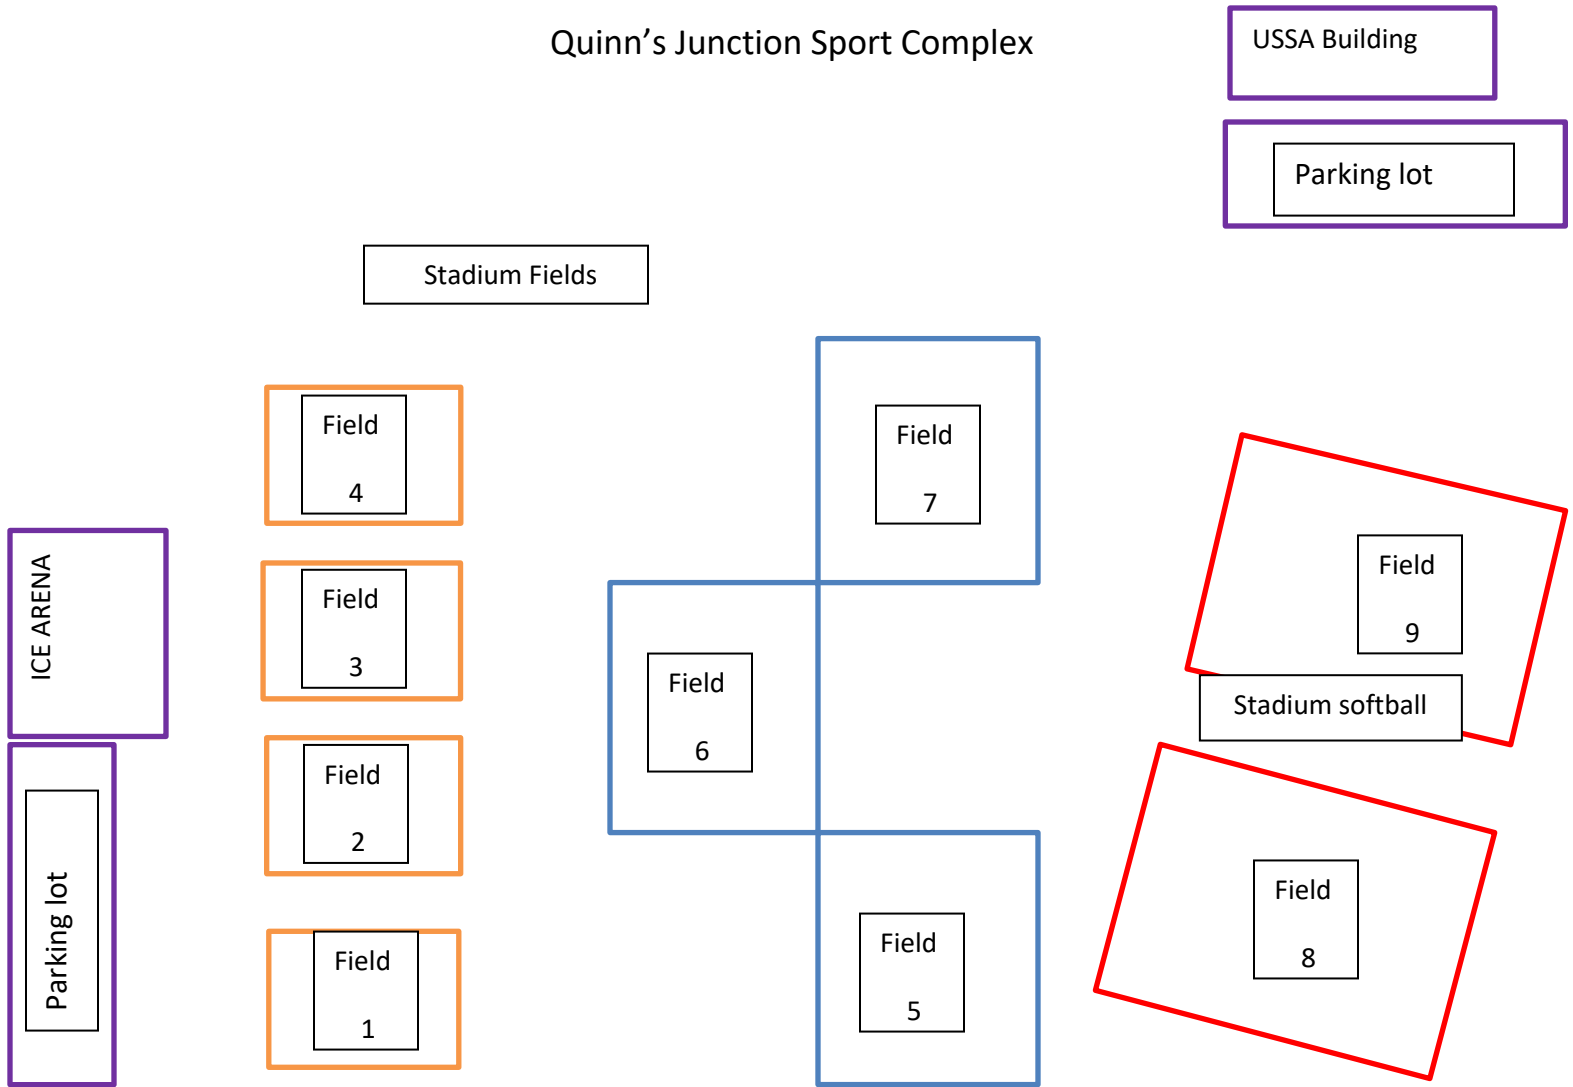 Quinn’s Junction Sport Complex
USSA Building
Parking lot
Stadium Fields
Field
4
Field
7
Field
9
ICE ARENA
Field
3
Field
6
Stadium softball
Field
2
Parking lot
Field
8
Field
1
Field
5